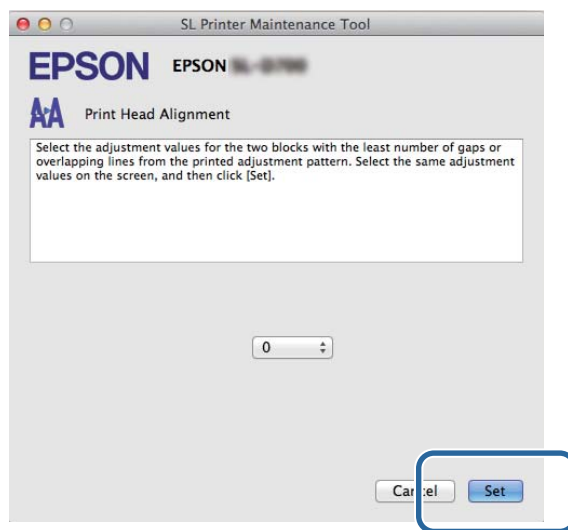 SL Printer Maintenance Tool
EPSON EPSON
Print Head Alignment
Select the adjustment values for the two blocks with the least number of gaps or
overlapping lines from the printed adjustment pattern. Select the same adjustment
values on the screen, and then click [Set].
0
Cancel Set